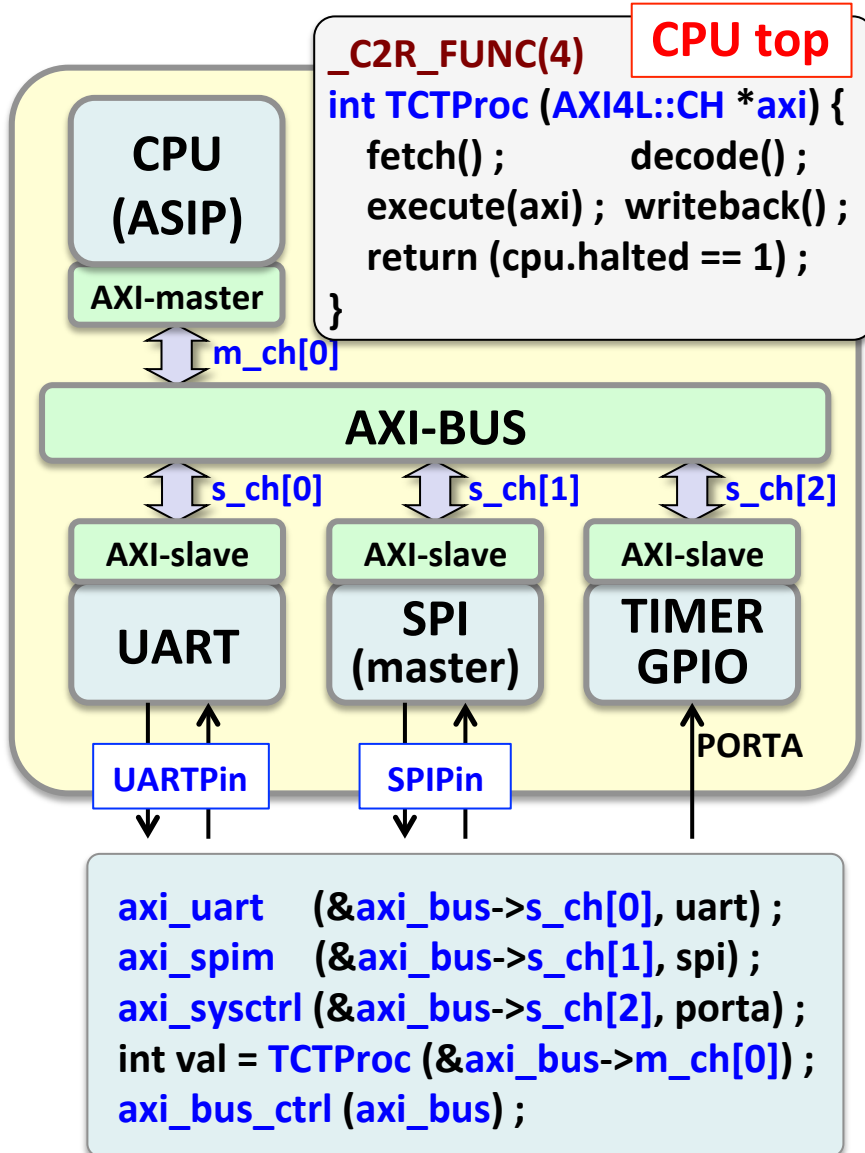 CPU top
_C2R_FUNC(4)
int TCTProc (AXI4L::CH *axi) {
fetch() ; decode() ;
execute(axi) ; writeback() ;
return (cpu.halted == 1) ;
}
CPU
(ASIP)
AXI-master
m_ch[0]
AXI-BUS
s_ch[0] s_ch[1] s_ch[2]
AXI-slave AXI-slave AXI-slave
UART
SPI
(master)
TIMER
GPIO
UARTPin SPIPin PORTA
axi_uart (&axi_bus->s_ch[0], uart) ;
axi_spim (&axi_bus->s_ch[1], spi) ;
axi_sysctrl (&axi_bus->s_ch[2], porta) ;
int val = TCTProc (&axi_bus->m_ch[0]) ;
axi_bus_ctrl (axi_bus) ;